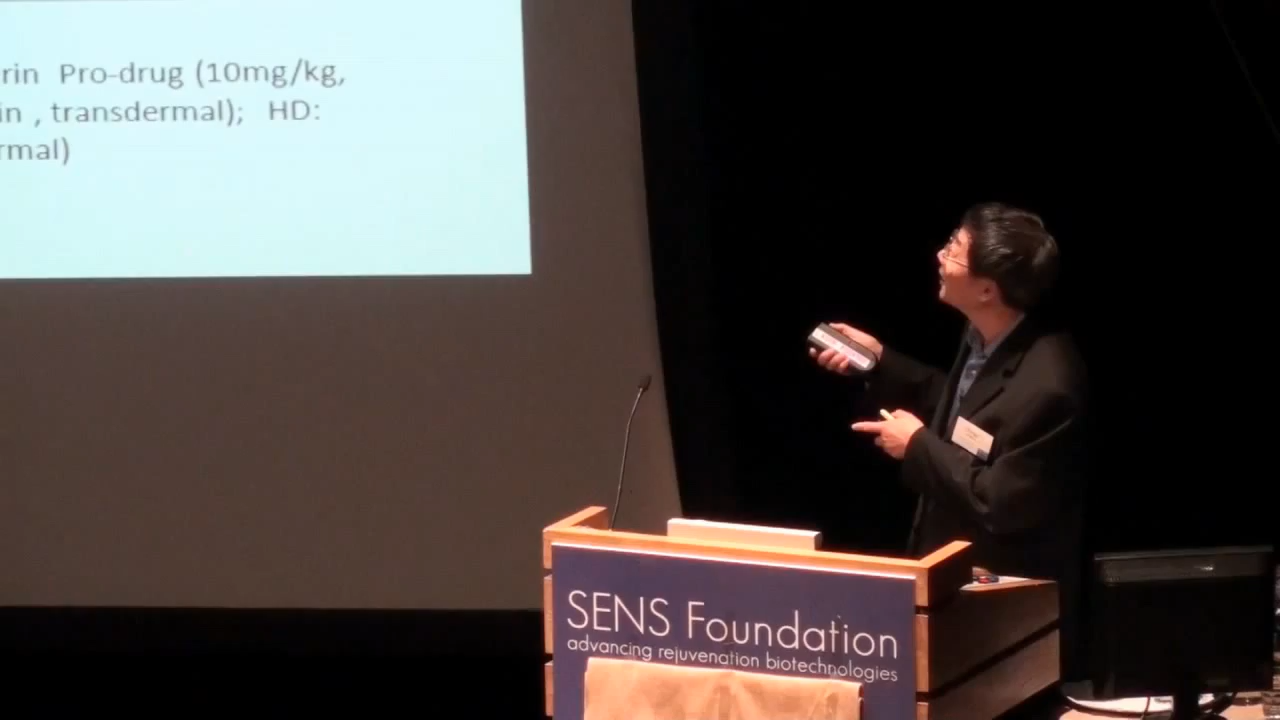 rin Pro-drug (10mg/kg,
in , transdermal); HD:
rmal)
SENS Foundation
advancing rejuvenation biotechnologies